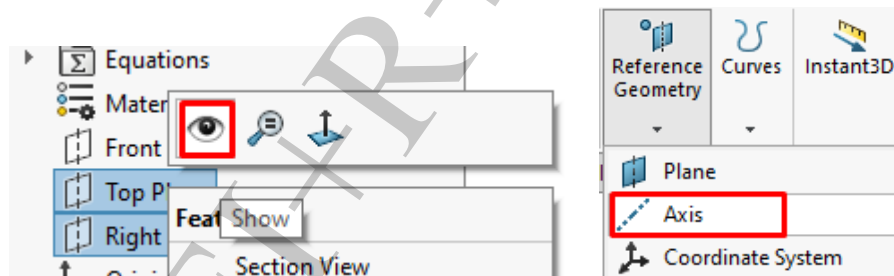 Equations
Mater
Front
Top Pl
Right
Feat
Show
Section View
Reference Geometry
Curves
Instant3D
Plane
Axis
Coordinate System